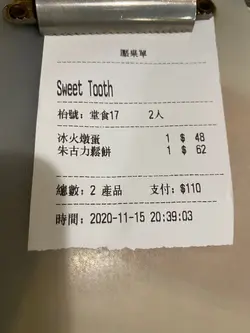 落單單
Sweet Tooth
枱號：堂食17 2人
冰火燉蛋 1 $ 48
朱古力鬆餅 1 $ 62
總數：2 產品 支付：$110
時間：2020-11-15 20:39:03